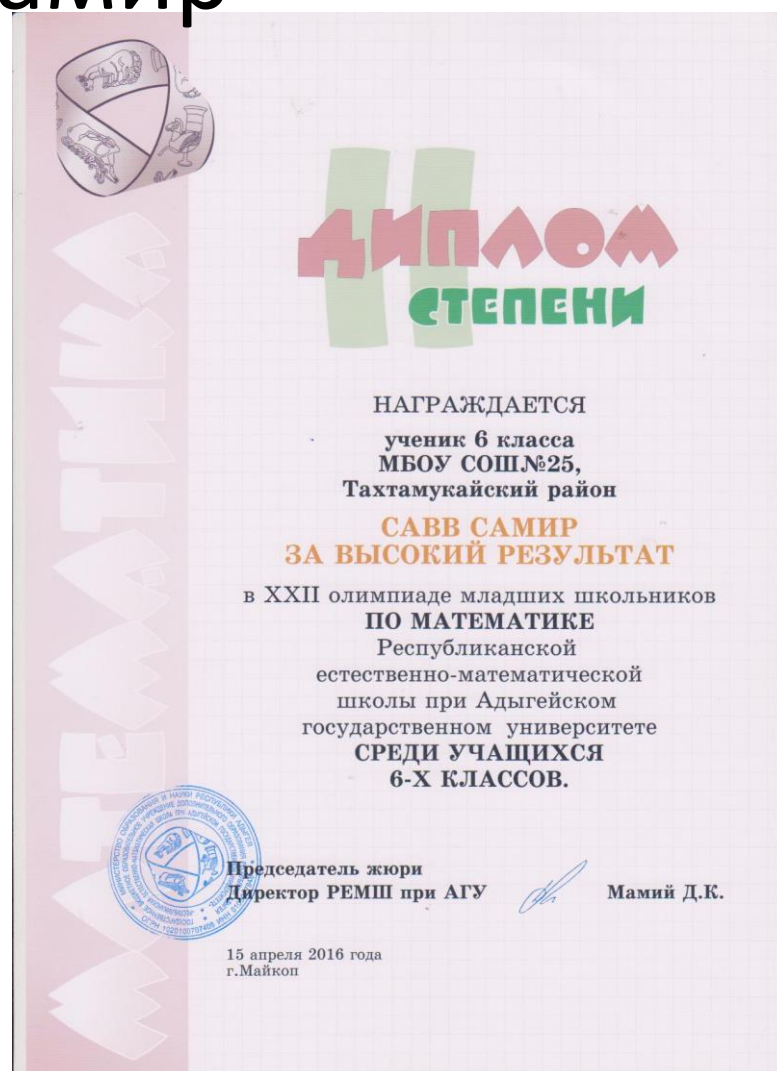 амир
МАТЕМАТИКА
II
ДИПЛОМ
СТЕПЕНИ
НАГРАЖДАЕТСЯ
ученик 6 класса
МБОУ СОШ№25,
Тахтамукайский район
САВВ САМИР
ЗА ВЫСОКИЙ РЕЗУЛЬТАТ
в XXII олимпиаде младших школьников
ПО МАТЕМАТИКЕ
Республиканской
естественно-математической
школы при Адыгейском
государственном университете
СРЕДИ УЧАЩИХСЯ
6-Х КЛАССОВ.
Председатель жюри
Директор РЕМШ при АГУ Мамий Д.К.
15 апреля 2016 года
г.Майкоп